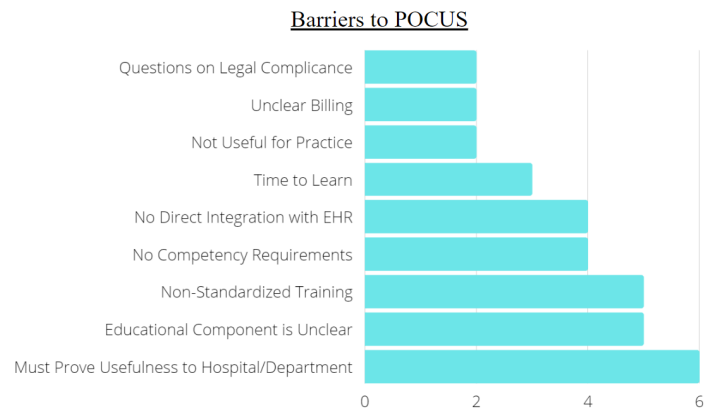 Barriers to POCUS
Questions on Legal Complicance
Unclear Billing
Not Useful for Practice
Time to Learn
No Direct Integration with EHR
No Competency Requirements
Non-Standardized Training
Educational Component is Unclear
Must Prove Usefulness to Hospital/Department
0 2 4 6